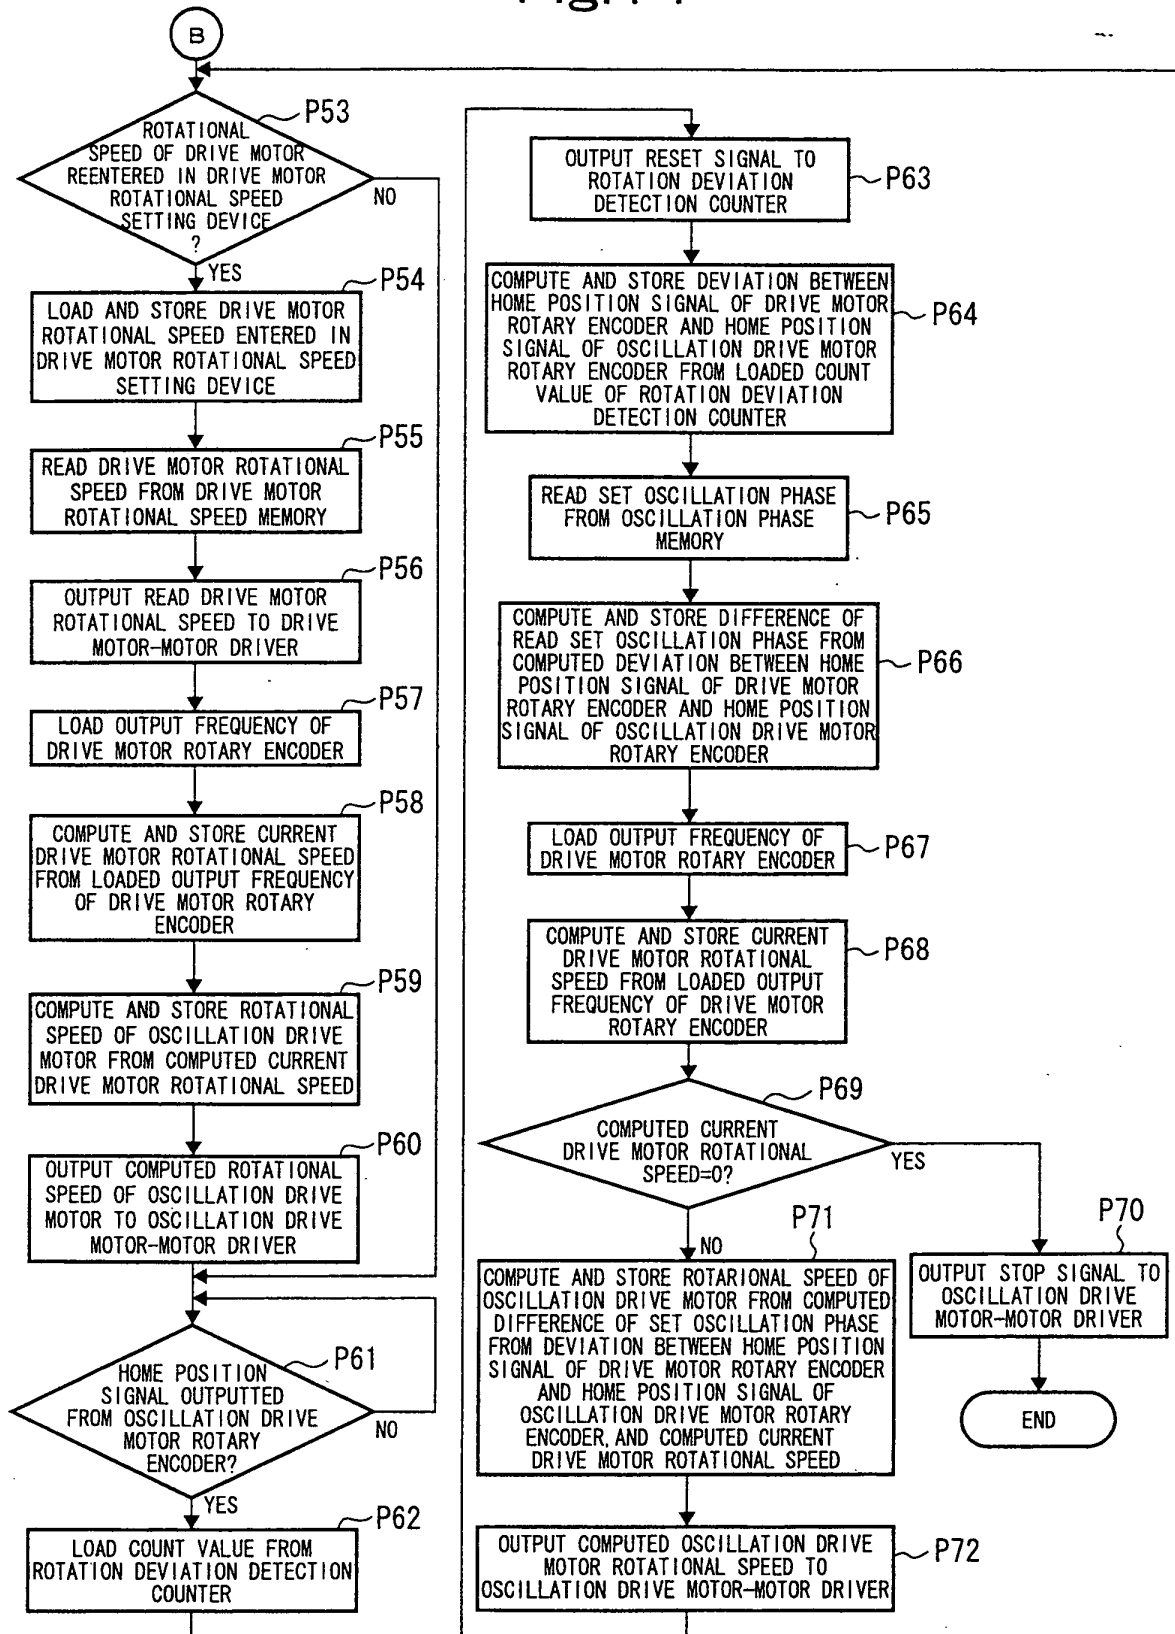 B
P53
ROTATIONAL
SPEED OF DRIVE MOTOR
REENTERED IN DRIVE MOTOR
ROTATIONAL SPEED
SETTING DEVICE
?
NO
YES
P54
LOAD AND STORE DRIVE MOTOR
ROTATIONAL SPEED ENTERED IN
DRIVE MOTOR ROTATIONAL SPEED
SETTING DEVICE
P55
READ DRIVE MOTOR ROTATIONAL
SPEED FROM DRIVE MOTOR
ROTATIONAL SPEED MEMORY
P56
OUTPUT READ DRIVE MOTOR
ROTATIONAL SPEED TO DRIVE
MOTOR-MOTOR DRIVER
P57
LOAD OUTPUT FREQUENCY OF
DRIVE MOTOR ROTARY ENCODER
P58
COMPUTE AND STORE CURRENT
DRIVE MOTOR ROTATIONAL SPEED
FROM LOADED OUTPUT FREQUENCY
OF DRIVE MOTOR ROTARY
ENCODER
P59
COMPUTE AND STORE ROTATIONAL
SPEED OF OSCILLATION DRIVE
MOTOR FROM COMPUTED CURRENT
DRIVE MOTOR ROTATIONAL SPEED
P60
OUTPUT COMPUTED ROTATIONAL
SPEED OF OSCILLATION DRIVE
MOTOR TO OSCILLATION DRIVE
MOTOR-MOTOR DRIVER
P61
HOME POSITION
SIGNAL OUTPUTTED
FROM OSCILLATION DRIVE
MOTOR ROTARY
ENCODER?
NO
YES
P62
LOAD COUNT VALUE FROM
ROTATION DEVIATION DETECTION
COUNTER
OUTPUT RESET SIGNAL TO
ROTATION DEVIATION
DETECTION COUNTER
P63
COMPUTE AND STORE DEVIATION BETWEEN
HOME POSITION SIGNAL OF DRIVE MOTOR
ROTARY ENCODER AND HOME POSITION
SIGNAL OF OSCILLATION DRIVE MOTOR
ROTARY ENCODER FROM LOADED COUNT
VALUE OF ROTATION DEVIATION
DETECTION COUNTER
P64
READ SET OSCILLATION PHASE
FROM OSCILLATION PHASE
MEMORY
P65
COMPUTE AND STORE DIFFERENCE OF
READ SET OSCILLATION PHASE FROM
COMPUTED DEVIATION BETWEEN HOME
POSITION SIGNAL OF DRIVE MOTOR
ROTARY ENCODER AND HOME POSITION
SIGNAL OF OSCILLATION DRIVE MOTOR
ROTARY ENCODER
P66
LOAD OUTPUT FREQUENCY OF
DRIVE MOTOR ROTARY ENCODER
P67
COMPUTE AND STORE CURRENT
DRIVE MOTOR ROTATIONAL
SPEED FROM LOADED OUTPUT
FREQUENCY OF DRIVE MOTOR
ROTARY ENCODER
P68
P69
COMPUTED CURRENT
DRIVE MOTOR ROTATIONAL
SPEED=0?
YES
NO
P70
OUTPUT STOP SIGNAL TO
OSCILLATION DRIVE
MOTOR-MOTOR DRIVER
END
P71
COMPUTE AND STORE ROTARIONAL SPEED OF
OSCILLATION DRIVE MOTOR FROM COMPUTED
DIFFERENCE OF SET OSCILLATION PHASE
FROM DEVIATION BETWEEN HOME POSITION
SIGNAL OF DRIVE MOTOR ROTARY ENCODER
AND HOME POSITION SIGNAL OF
OSCILLATION DRIVE MOTOR ROTARY
ENCODER, AND COMPUTED CURRENT
DRIVE MOTOR ROTATIONAL SPEED
OUTPUT COMPUTED OSCILLATION DRIVE
MOTOR ROTATIONAL SPEED TO
OSCILLATION DRIVE MOTOR-MOTOR DRIVER
P72